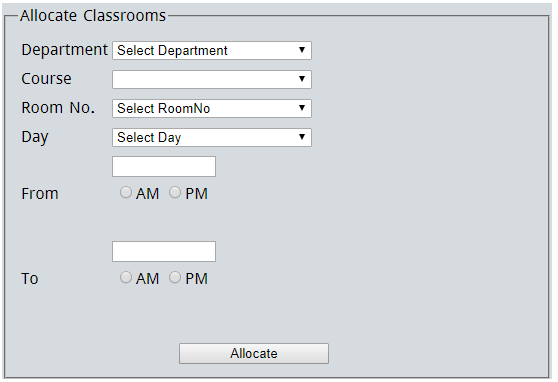 Allocate Classrooms
Department Select Department
Course
Room No. Select RoomNo
Day Select Day
From AM PM
To AM PM
Allocate